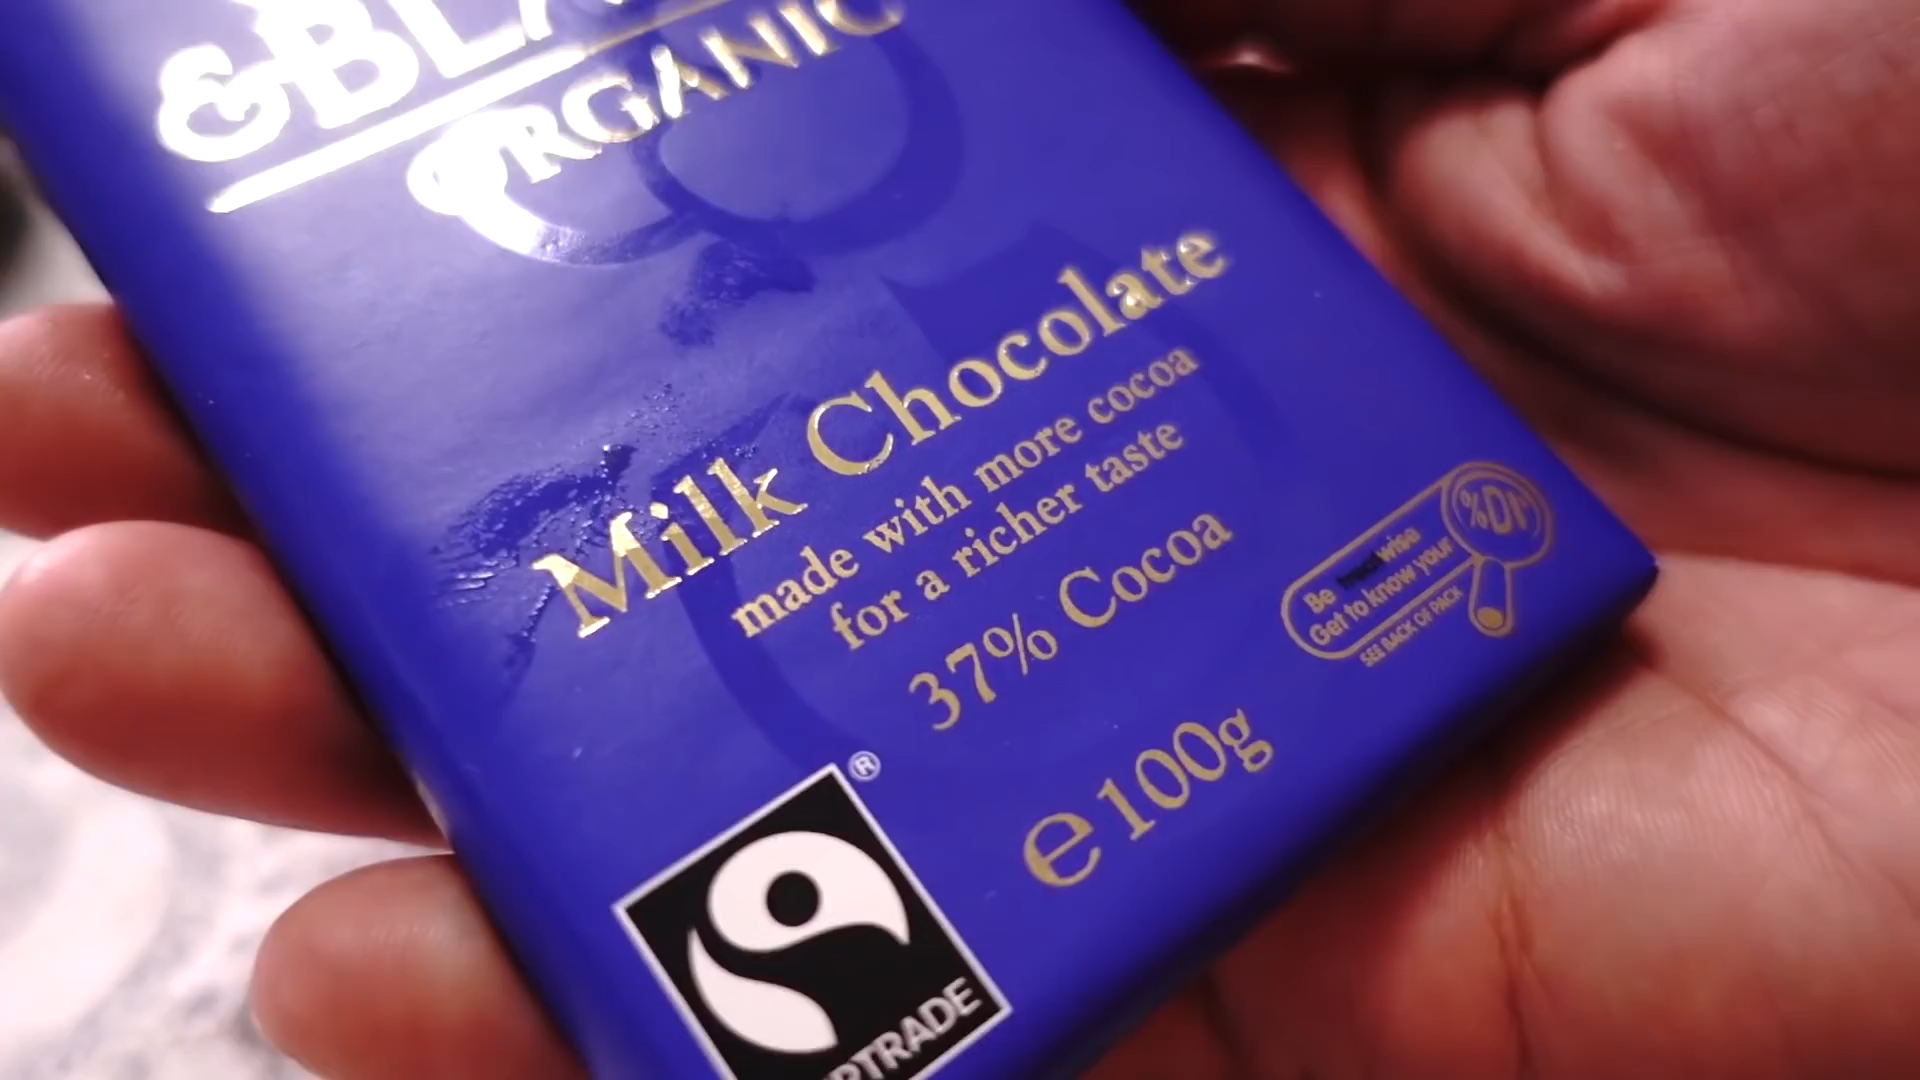 &BLA
ORGANIC
Milk Chocolate
made with more cocoa
for a richer taste
37% Cocoa
℮100g
Be treatwise
Get to know your
SEE BACK OF PACK
®
RTRADE